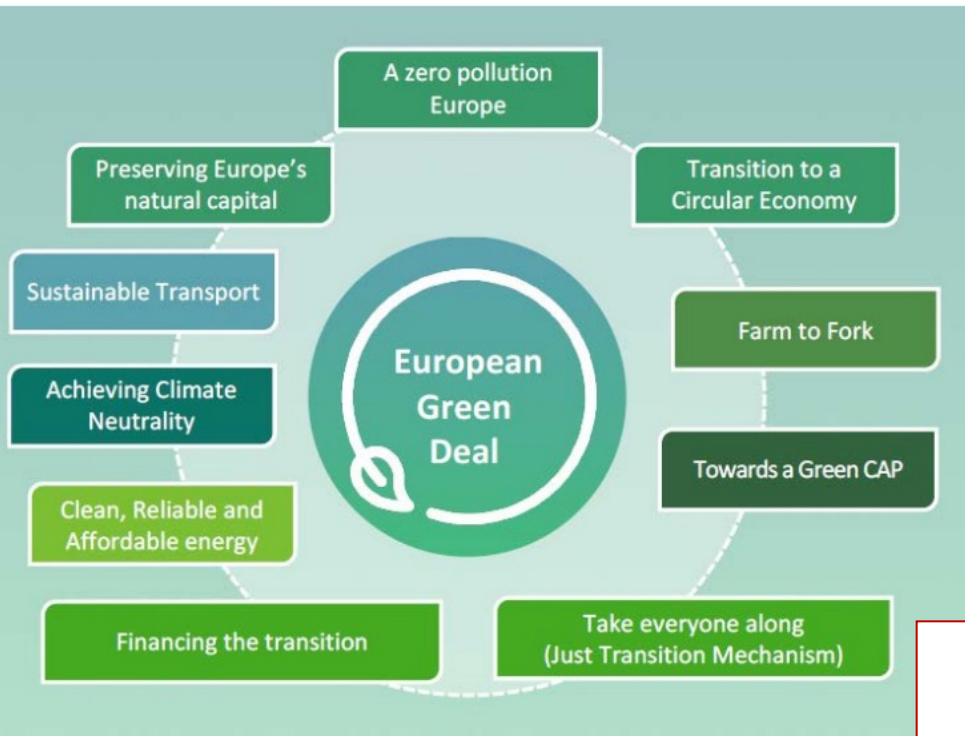 A zero pollution
Europe
Preserving Europe's
natural capital
Transition to a
Circular Economy
Sustainable Transport
Farm to Fork
European
Green
Deal
Achieving Climate
Neutrality
Towards a Green CAP
Clean, Reliable and
Affordable energy
Financing the transition
Take everyone along
(Just Transition Mechanism)